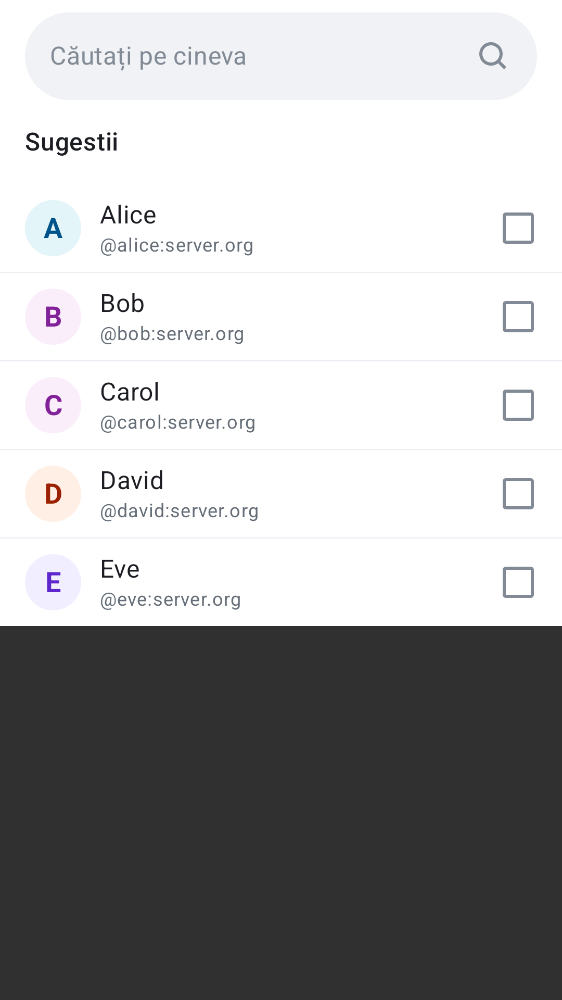 Căutați pe cineva
Sugestii
A
Alice
@alice:server.org
B
Bob
@bob:server.org
C
Carol
@carol:server.org
D
David
@david:server.org
E
Eve
@eve:server.org